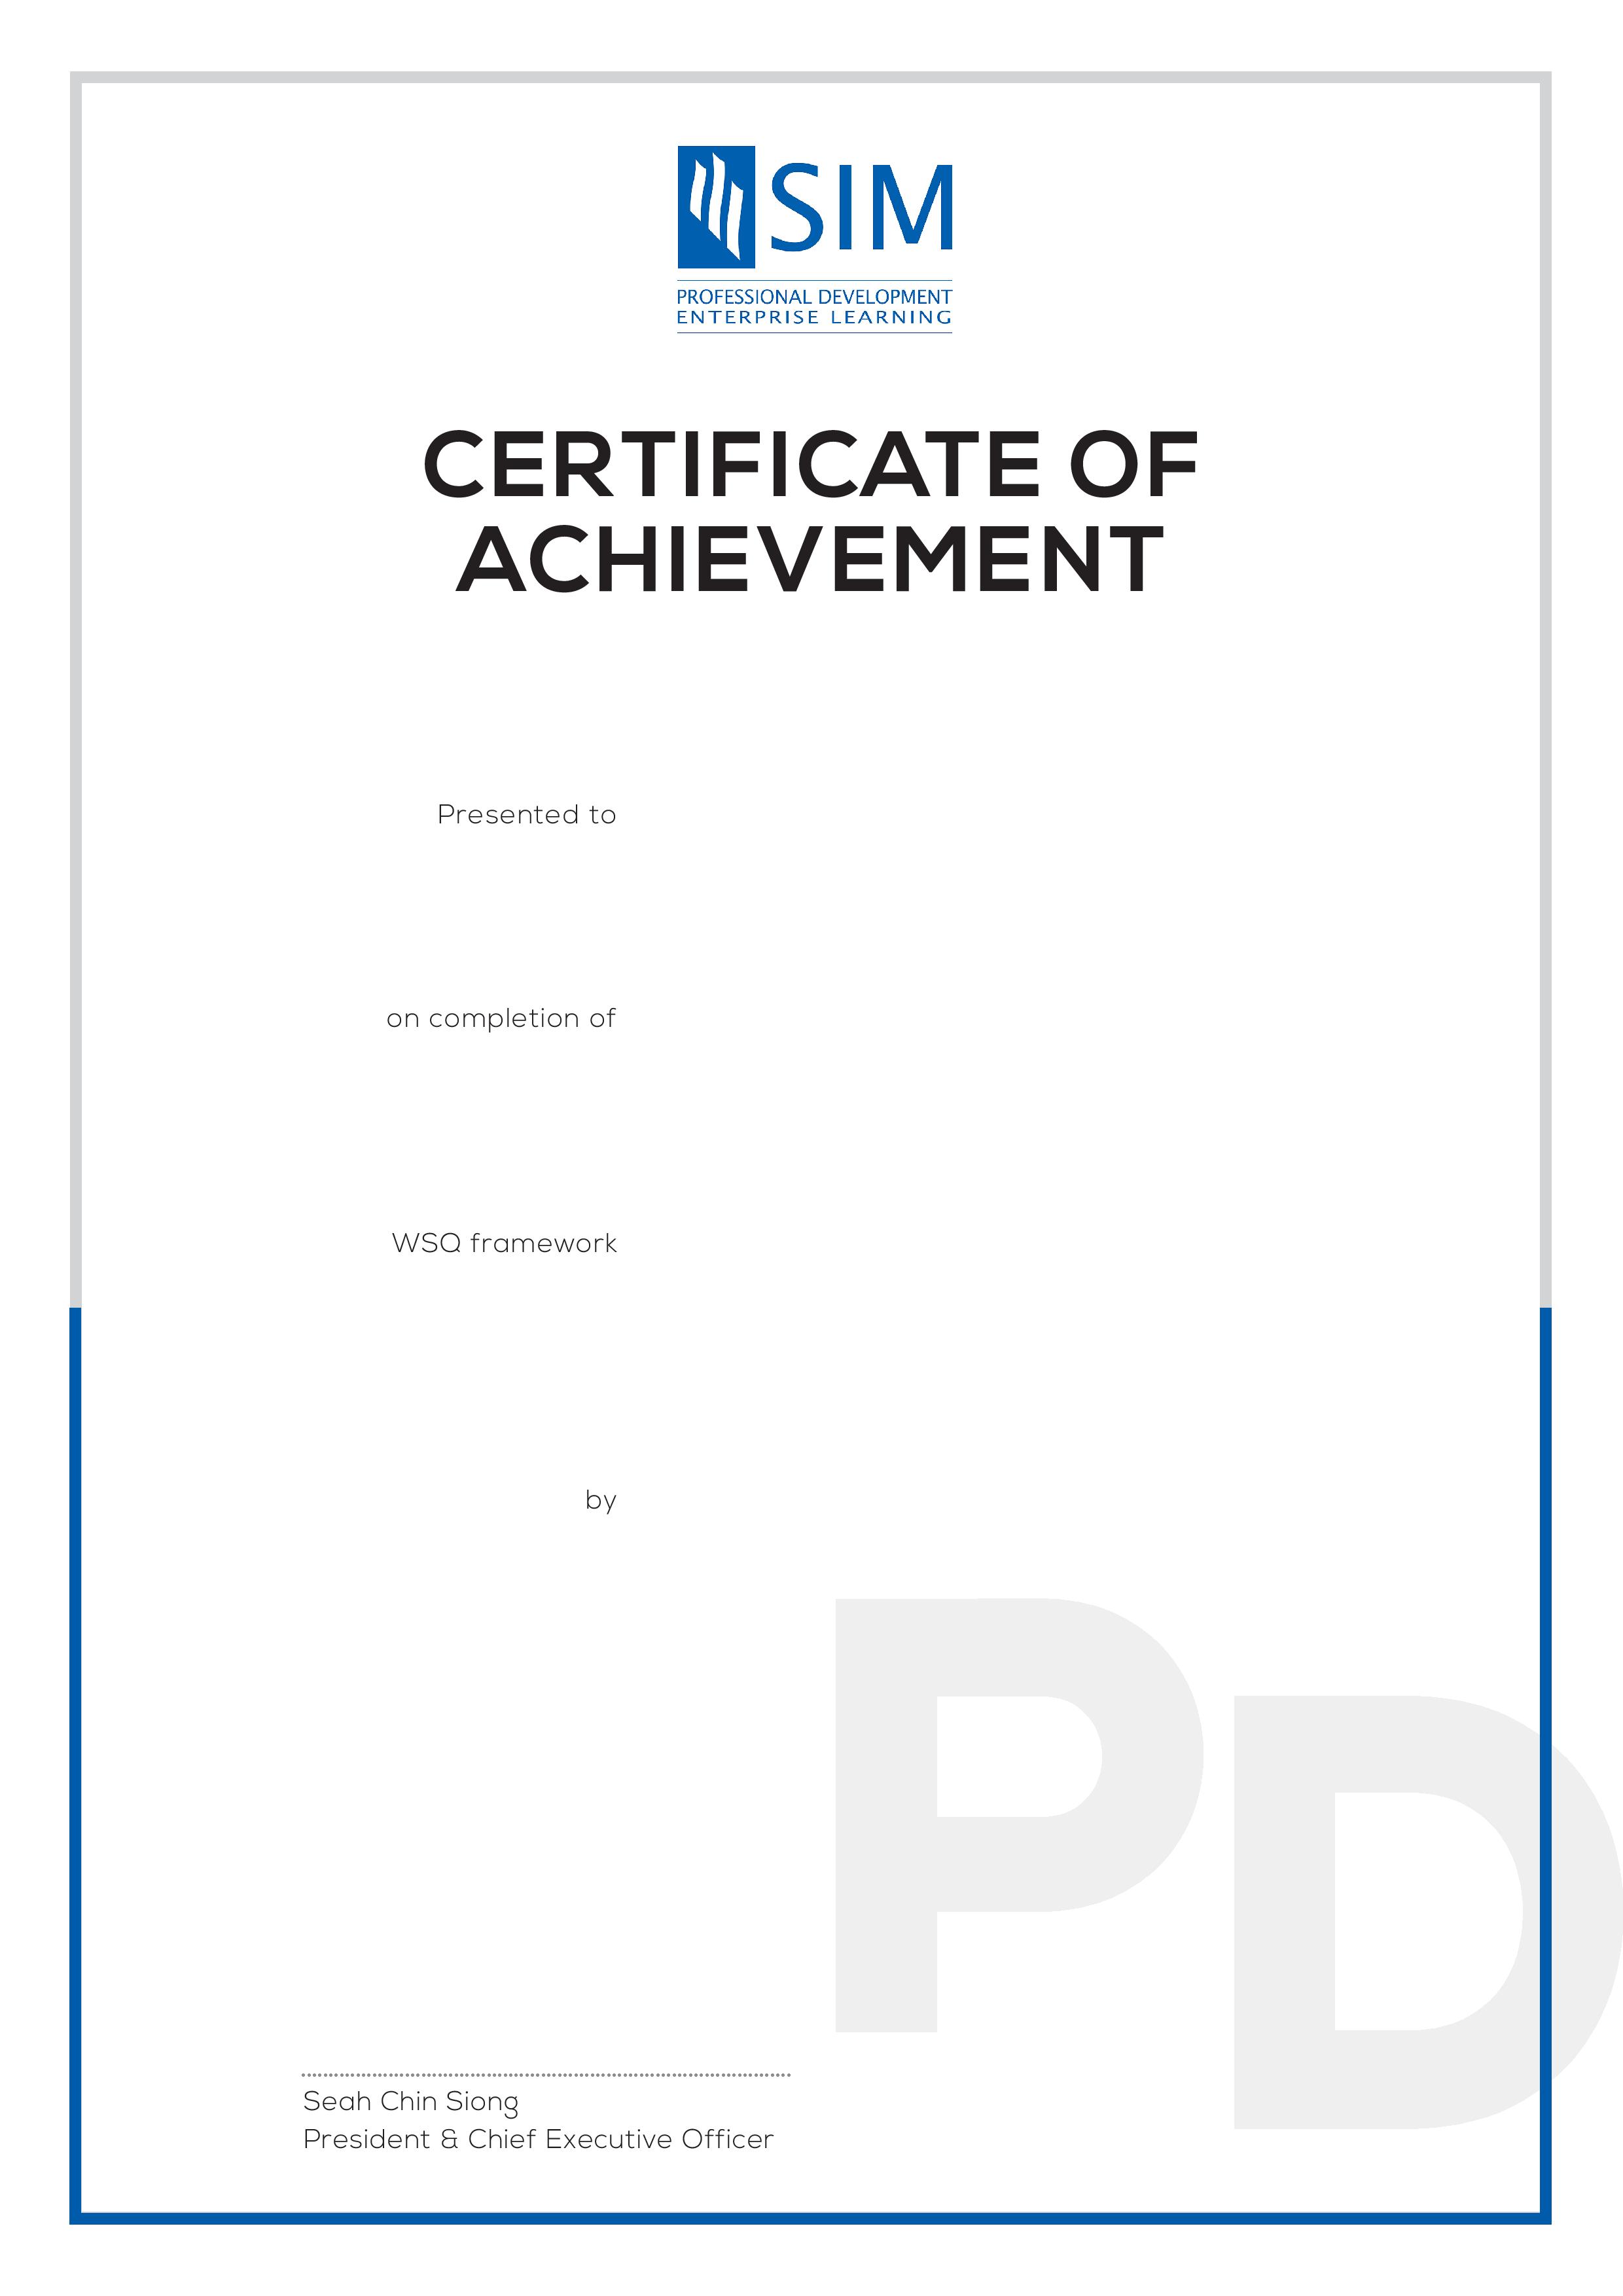 SIM
PROFESSIONAL DEVELOPMENT
ENTERPRISE LEARNING
CERTIFICATE OF
ACHIEVEMENT
Presented to
on completion of
WSQ framework
by
PD
Seah Chin Siong
President & Chief Executive Officer